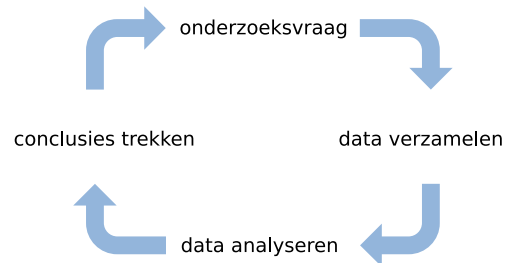 onderzoeksvraag
conclusies trekken
data verzamelen
data analyseren